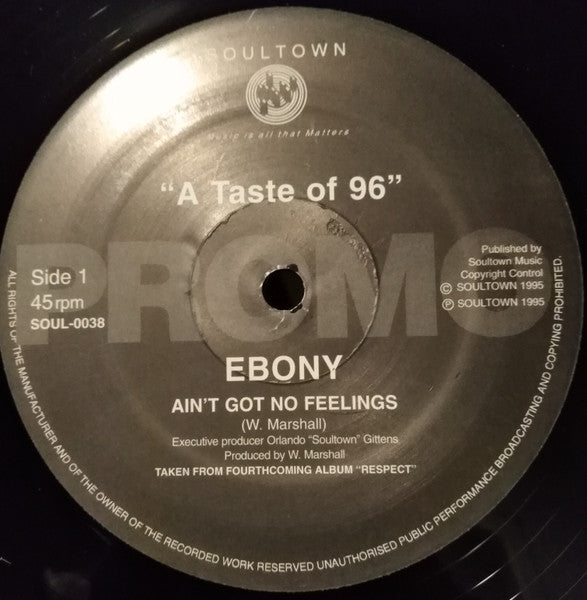 SOULTOWN
Music is all that Matters
"A Taste of 96"
PROMO
Side 1
45 rpm
SOUL-0038
Published by
Soultown Music
Copyright Control
© SOULTOWN 1995
℗ SOULTOWN 1995
EBONY
AIN'T GOT NO FEELINGS
(W. Marshall)
Executive producer Orlando "Soultown" Gittens
Produced by W. Marshall
TAKEN FROM FOURTHCOMING ALBUM "RESPECT"
ALL RIGHTS OF THE MANUFACTURER AND OF THE OWNER OF THE RECORDED WORK RESERVED UNAUTHORISED PUBLIC PERFORMANCE BROADCASTING AND COPYING PROHIBITED.